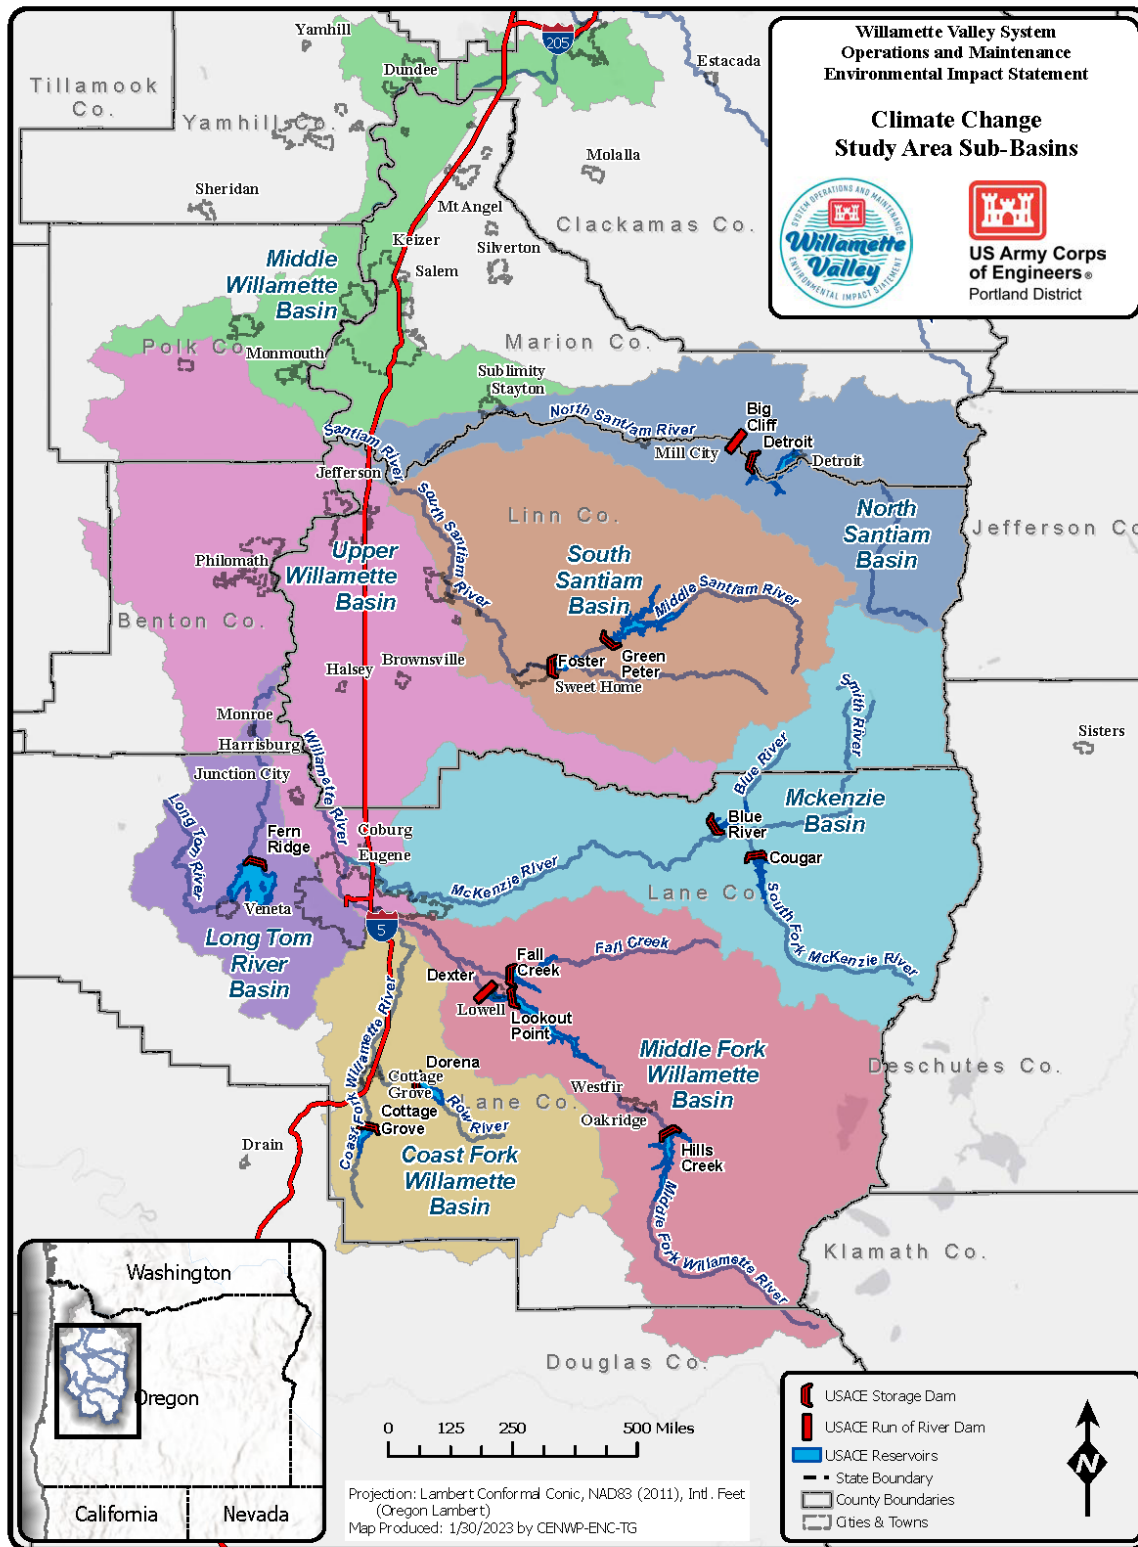 Willamette Valley System
Operations and Maintenance
Environmental Impact Statement
Climate Change
Study Area Sub-Basins
SYSTEM OPERATIONS AND MAINTENANCE
Willamette
Valley
ENVIRONMENTAL IMPACT STATEMENT
US Army Corps
of Engineers®
Portland District
Yamhill
205
Dundee
Estacada
Tillamook
Co.
Yamhill Co.
Molalla
Sheridan
Mt Angel
Clackamas Co.
Keizer
Silverton
Middle
Willamette
Basin
Salem
Marion Co.
Polk Co.
Monmouth
Sublimity
Stayton
North Santiam River
Big
Cliff
Detroit
Mill City
Detroit
Santiam River
Jefferson
South Santiam River
Linn Co.
North
Santiam
Basin
Jefferson Co.
Upper
Willamette
Basin
South
Santiam
Basin
Philomath
Middle Santiam River
Benton Co.
Green
Peter
Foster
Sweet Home
Halsey
Brownsville
Smith River
Monroe
Harrisburg
Willamette River
Sisters
Junction City
Blue River
Mckenzie
Basin
Long Tom River
Fern
Ridge
Coburg
Eugene
Blue
River
Cougar
McKenzie River
Lane Co.
Veneta
South Fork McKenzie River
5
Long Tom
River
Basin
Fall Creek
Fall
Creek
Dexter
Lowell
Lookout
Point
Coast Fork Willamette River
Middle Fork
Willamette
Basin
Deschutes Co.
Dorena
Cottage
Grove
Row River
Lane Co.
Westfir
Oakridge
Cottage
Grove
Drain
Hills
Creek
Coast Fork
Willamette
Basin
Middle Fork Willamette River
Klamath Co.
Douglas Co.
Washington
Oregon
California
Nevada
0 125 250 500 Miles
Projection: Lambert Conformal Conic, NAD83 (2011), Intl. Feet
(Oregon Lambert)
Map Produced: 1/30/2023 by CENWP-ENC-TG
USACE Storage Dam
USACE Run of River Dam
USACE Reservoirs
State Boundary
County Boundaries
Cities & Towns
N